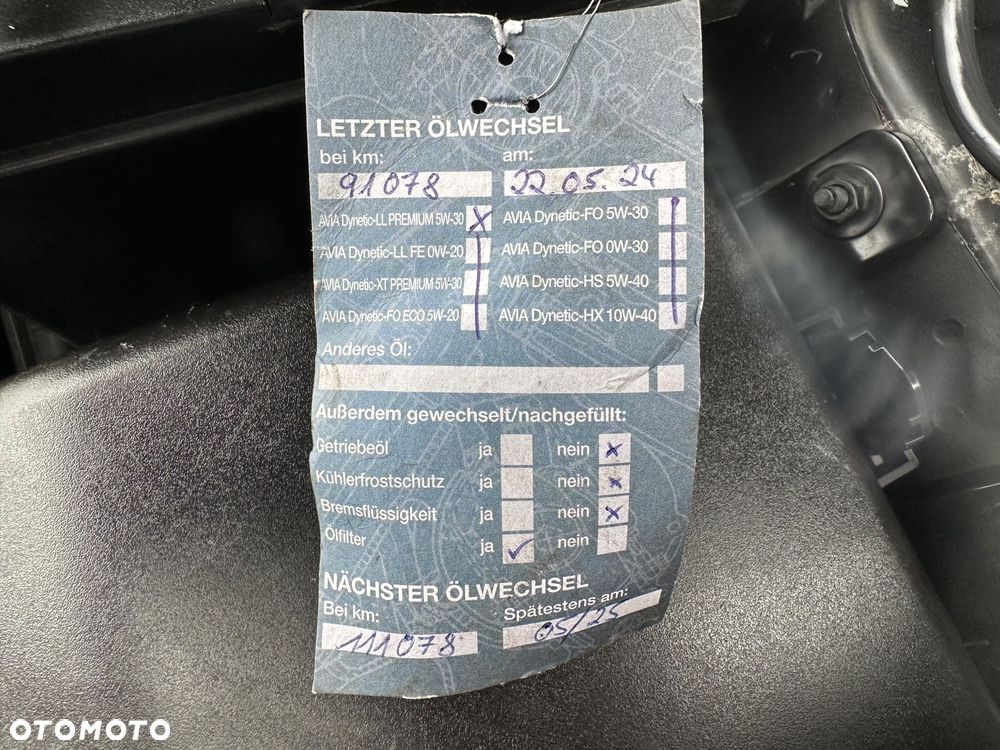 LETZTER ÖLWECHSEL
bei km: am:
91078 22.05.24
AVIA Dynetic-LL PREMIUM 5W-30 X AVIA Dynetic-FO 5W-30
AVIA Dynetic-LL FE 0W-20 AVIA Dynetic-FO 0W-30
AVIA Dynetic-XT PREMIUM 5W-30 AVIA Dynetic-HS 5W-40
AVIA Dynetic-FO ECO 5W-20 AVIA Dynetic-HX 10W-40
Anderes Öl:
Außerdem gewechselt/nachgefüllt:
Getriebeöl ja nein x
Kühlerfrostschutz ja nein x
Bremsflüssigkeit ja nein x
Ölfilter ja ✓ nein
NÄCHSTER ÖLWECHSEL
Bei km: Spätestens am:
111078 05/25
OTOMOTO